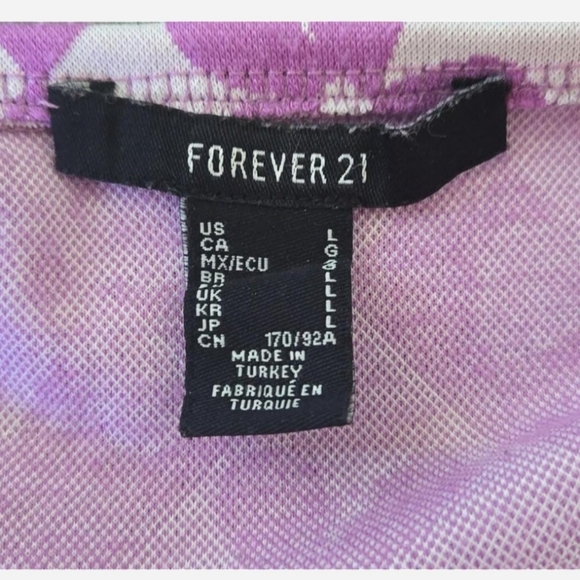 FOREVER 21
US L
CA G
MX/ECU 3
BR L
UK L
KR L
JP L
CN 170/92A
MADE IN
TURKEY
FABRIQUÉ EN
TURQUIE